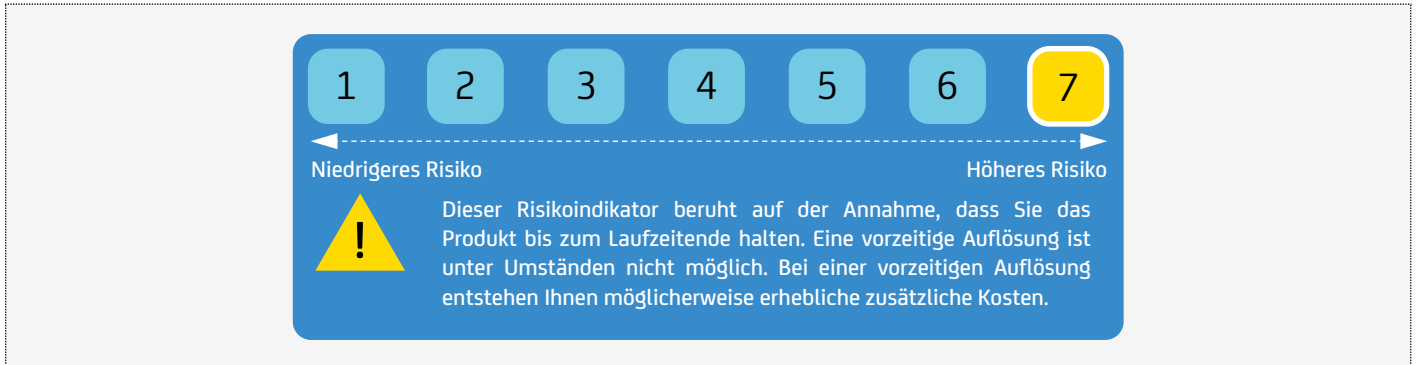 1 2 3 4 5 6 7
Niedrigeres Risiko Höheres Risiko
!
Dieser Risikoindikator beruht auf der Annahme, dass Sie das
Produkt bis zum Laufzeitende halten. Eine vorzeitige Auflösung ist
unter Umständen nicht möglich. Bei einer vorzeitigen Auflösung
entstehen Ihnen möglicherweise erhebliche zusätzliche Kosten.